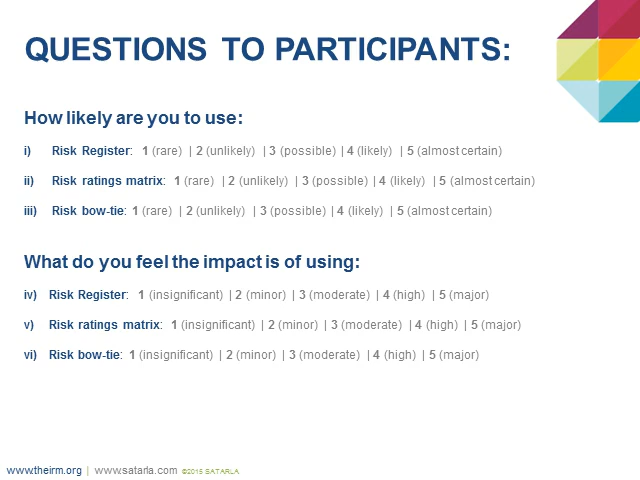 QUESTIONS TO PARTICIPANTS:
How likely are you to use:
i) Risk Register: 1 (rare) | 2 (unlikely) | 3 (possible) | 4 (likely) | 5 (almost certain)
ii) Risk ratings matrix: 1 (rare) | 2 (unlikely) | 3 (possible) | 4 (likely) | 5 (almost certain)
iii) Risk bow-tie: 1 (rare) | 2 (unlikely) | 3 (possible) | 4 (likely) | 5 (almost certain)
What do you feel the impact is of using:
iv) Risk Register: 1 (insignificant) | 2 (minor) | 3 (moderate) | 4 (high) | 5 (major)
v) Risk ratings matrix: 1 (insignificant) | 2 (minor) | 3 (moderate) | 4 (high) | 5 (major)
vi) Risk bow-tie: 1 (insignificant) | 2 (minor) | 3 (moderate) | 4 (high) | 5 (major)
www.theirm.org | www.satarla.com ©2015 SATARLA